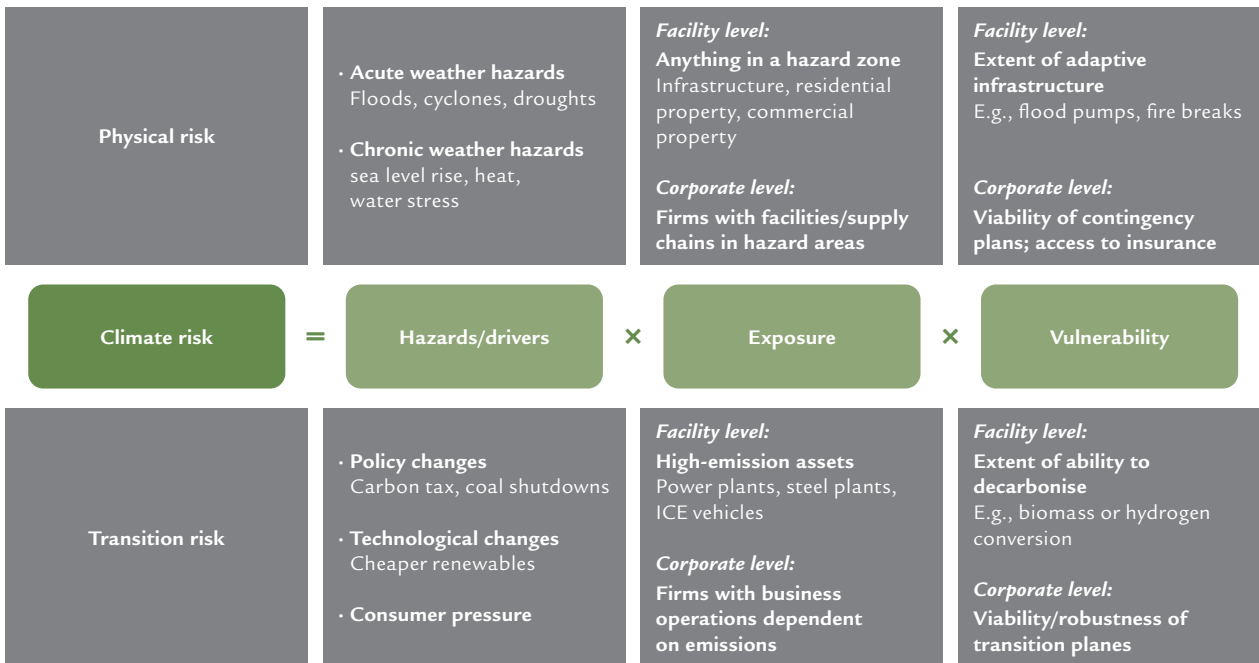 Physical risk
· Acute weather hazards
Floods, cyclones, droughts
· Chronic weather hazards
sea level rise, heat,
water stress
Facility level:
Anything in a hazard zone
Infrastructure, residential
property, commercial
property
Corporate level:
Firms with facilities/supply
chains in hazard areas
Facility level:
Extent of adaptive
infrastructure
E.g., flood pumps, fire breaks
Corporate level:
Viability of contingency
plans; access to insurance
Climate risk
=
Hazards/drivers
×
Exposure
×
Vulnerability
Transition risk
· Policy changes
Carbon tax, coal shutdowns
· Technological changes
Cheaper renewables
· Consumer pressure
Facility level:
High-emission assets
Power plants, steel plants,
ICE vehicles
Corporate level:
Firms with business
operations dependent
on emissions
Facility level:
Extent of ability to
decarbonise
E.g., biomass or hydrogen
conversion
Corporate level:
Viability/robustness of
transition planes